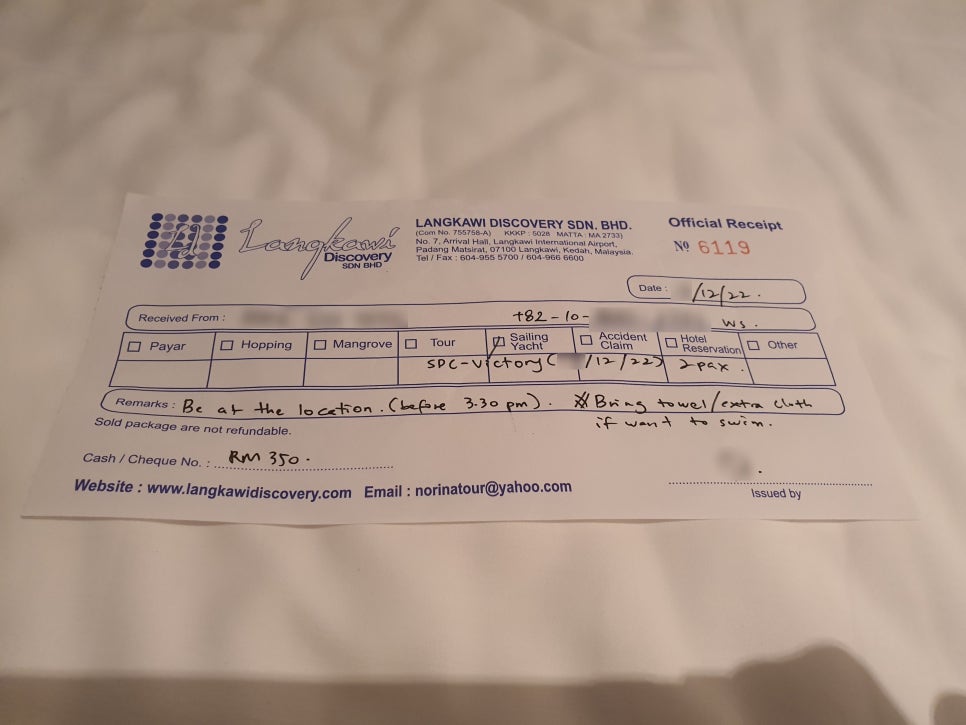 Langkawi
Discovery
SDN BHD
LANGKAWI DISCOVERY SDN. BHD.
(Com No. 755758-A) KKKP : 5028 MATTA : MA 2733)
No. 7, Arrival Hall, Langkawi International Airport,
Padang Matsirat, 07100 Langkawi, Kedah, Malaysia.
Tel / Fax : 604-955 5700 / 604-966 6600
Official Receipt
Nº 6119
Date : /12/22.
Received From : +82-10- ws.
Payar Hopping Mangrove Tour Sailing Yacht Accident Claim Hotel Reservation Other
SPC-Victory ( /12/22) 2pax.
Remarks : Be at the location. (before 3.30 pm). Bring towel/extra cloth
if want to swim.
Sold package are not refundable.
Cash / Cheque No. : RM 350.
Website : www.langkawidiscovery.com Email : norinatour@yahoo.com
Issued by